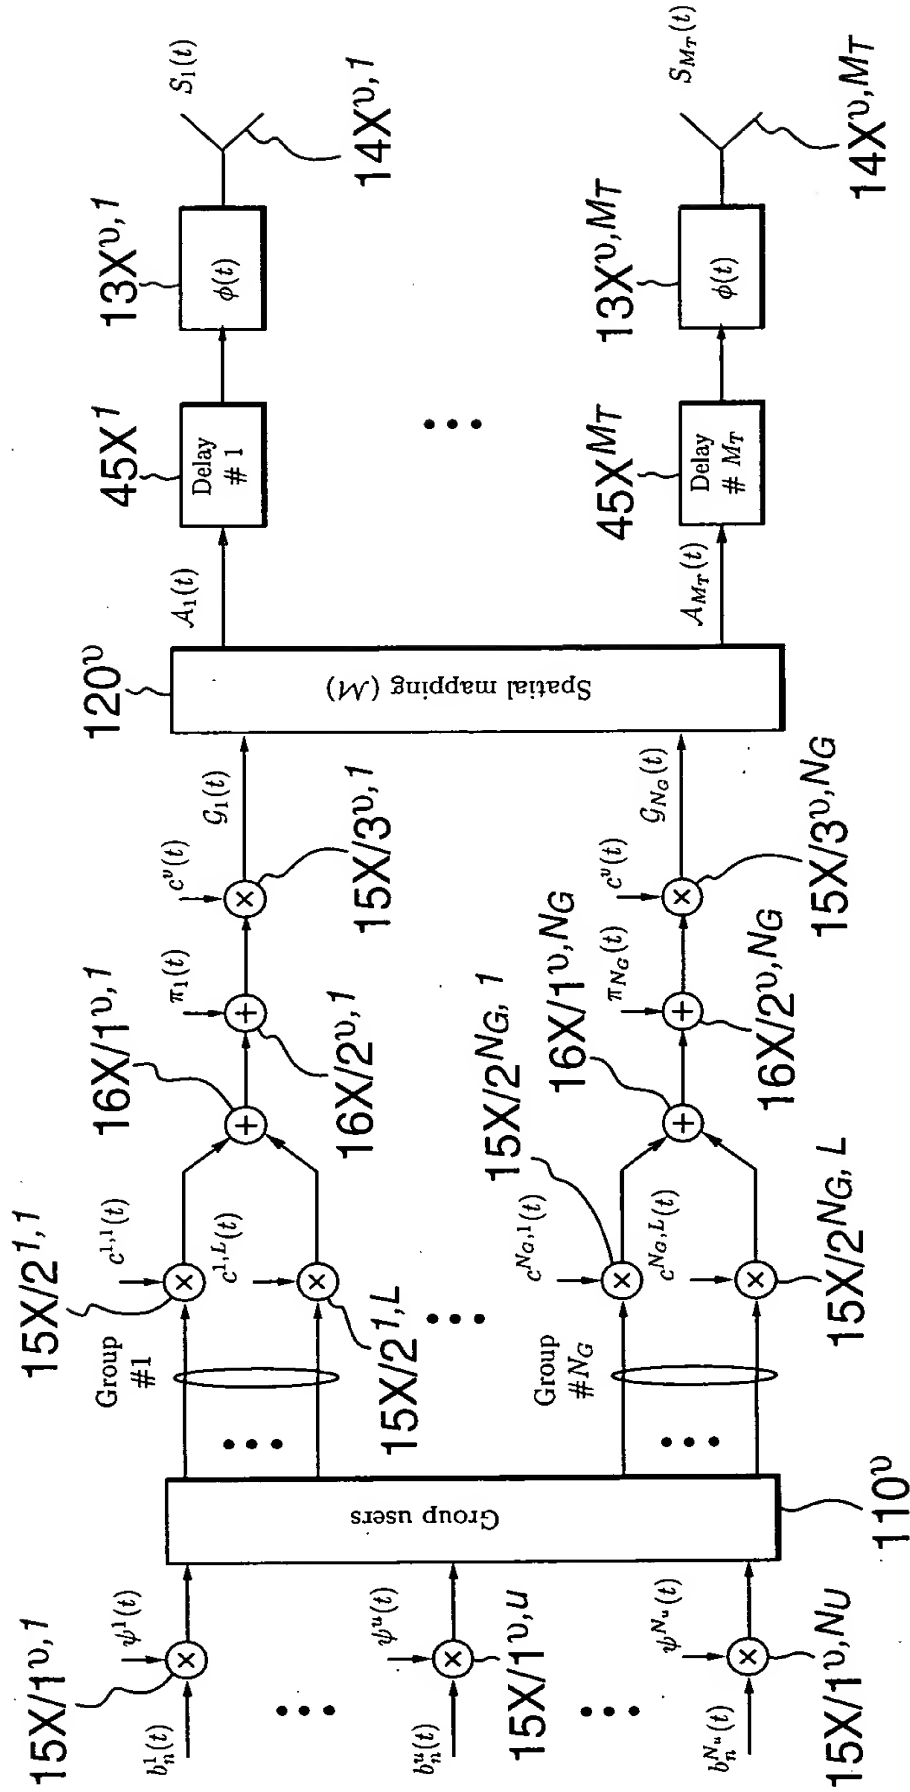 15X/1^υ,1
ψ^1(t)
b_n^1(t)
ψ^u(t)
b_n^u(t)
15X/1^υ,u
ψ^{N_u}(t)
b_n^{N_u}(t)
15X/1^{υ,N_U}
Group users
110^υ
Group
#1
15X/2^{1,1}
c^{1,1}(t)
c^{1,L}(t)
15X/2^{1,L}
Group
#N_G
15X/2^{N_G, 1}
c^{N_G,1}(t)
c^{N_G,L}(t)
15X/2^{N_G, L}
16X/1^{υ,1}
π_1(t)
16X/2^{υ,1}
c^υ(t)
15X/3^{υ,1}
G_1(t)
16X/1^{υ,N_G}
π_{N_G}(t)
16X/2^{υ,N_G}
c^υ(t)
15X/3^{υ,N_G}
G_{N_G}(t)
120^υ
Spatial mapping (M)
A_1(t)
45X^1
Delay
# 1
13X^{υ,1}
ϕ(t)
S_1(t)
14X^{υ,1}
A_{M_T}(t)
45X^{M_T}
Delay
# M_T
13X^{υ,M_T}
ϕ(t)
S_{M_T}(t)
14X^{υ,M_T}